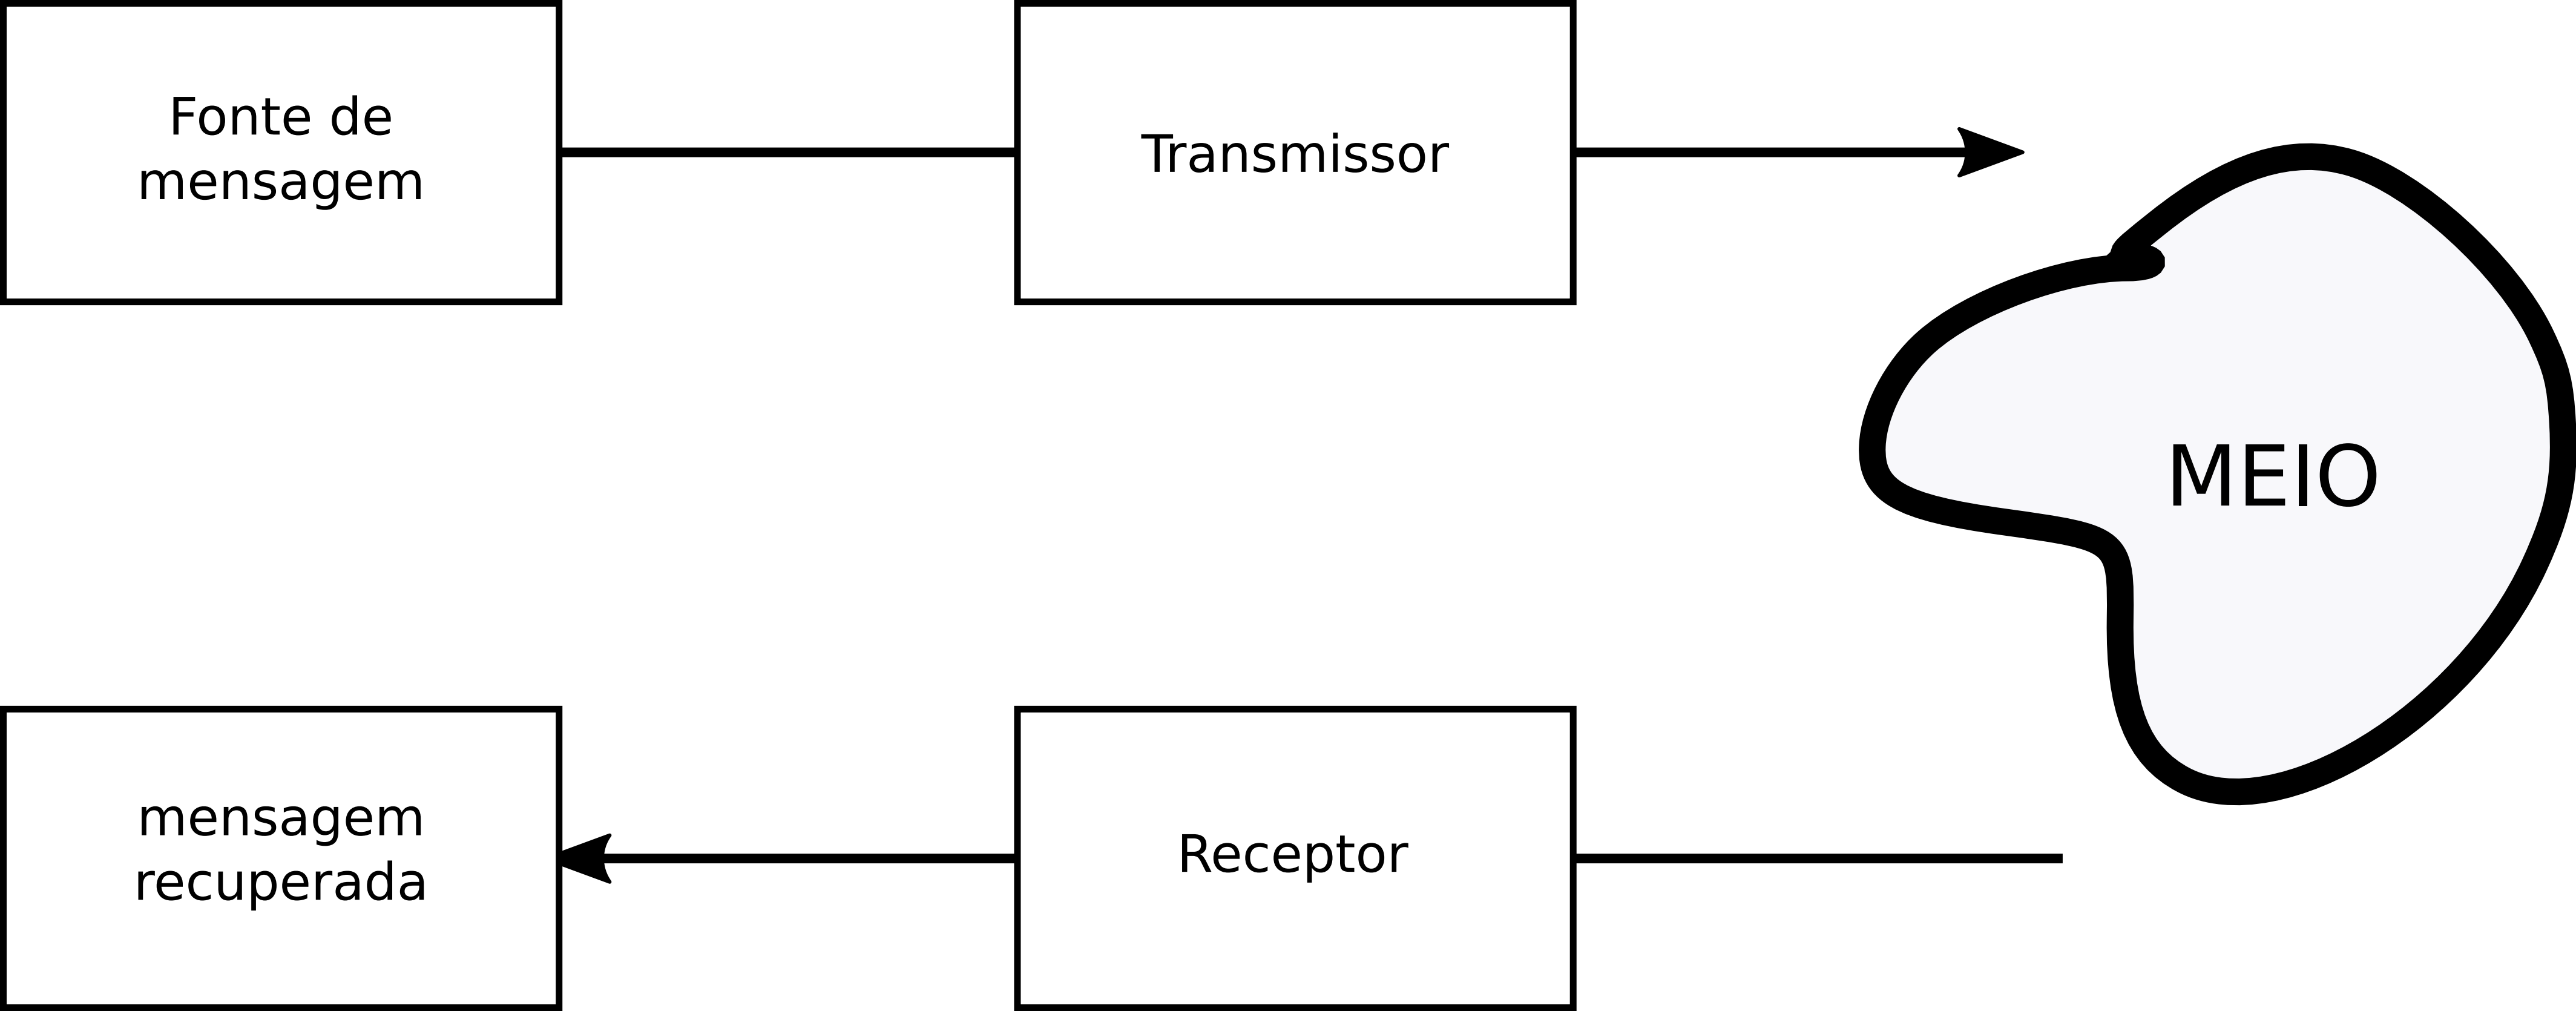 Fonte de
mensagem
Transmissor
MEIO
mensagem
recuperada
Receptor